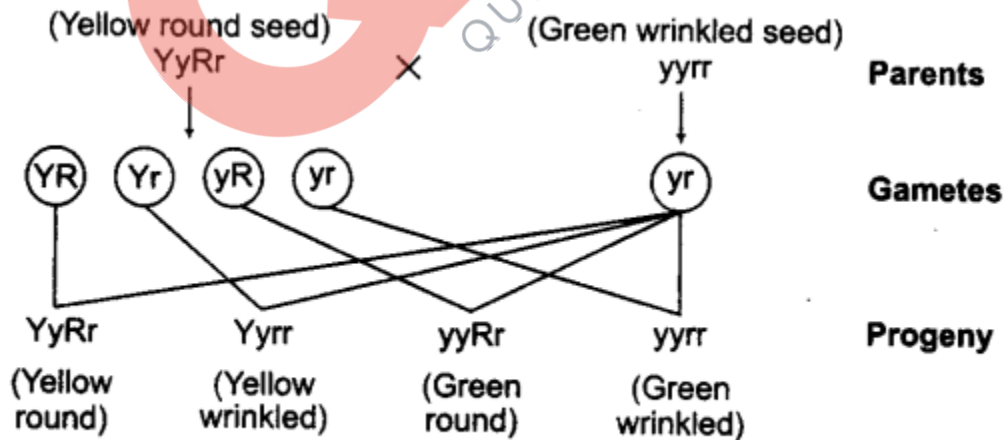 (Yellow round seed) (Green wrinkled seed)
YyRr × yyrr Parents
YR Yr yR yr yr Gametes
YyRr Yyrr yyRr yyrr Progeny
(Yellow (Yellow (Green (Green
round) wrinkled) round) wrinkled)